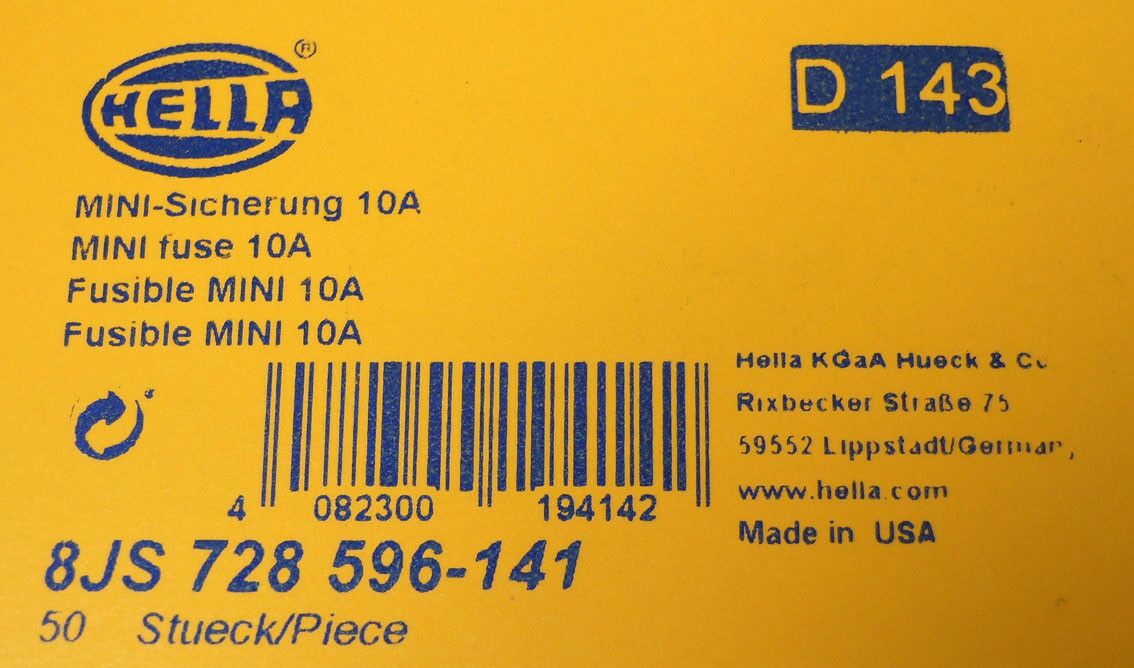 HELLA ®
D 143
MINI-Sicherung 10A
MINI fuse 10A
Fusible MINI 10A
Fusible MINI 10A
Hella KGaA Hueck & Co.
Rixbecker Straße 75
59552 Lippstadt/Germany
www.hella.com
Made in USA
4 082300 194142
8JS 728 596-141
50 Stueck/Piece